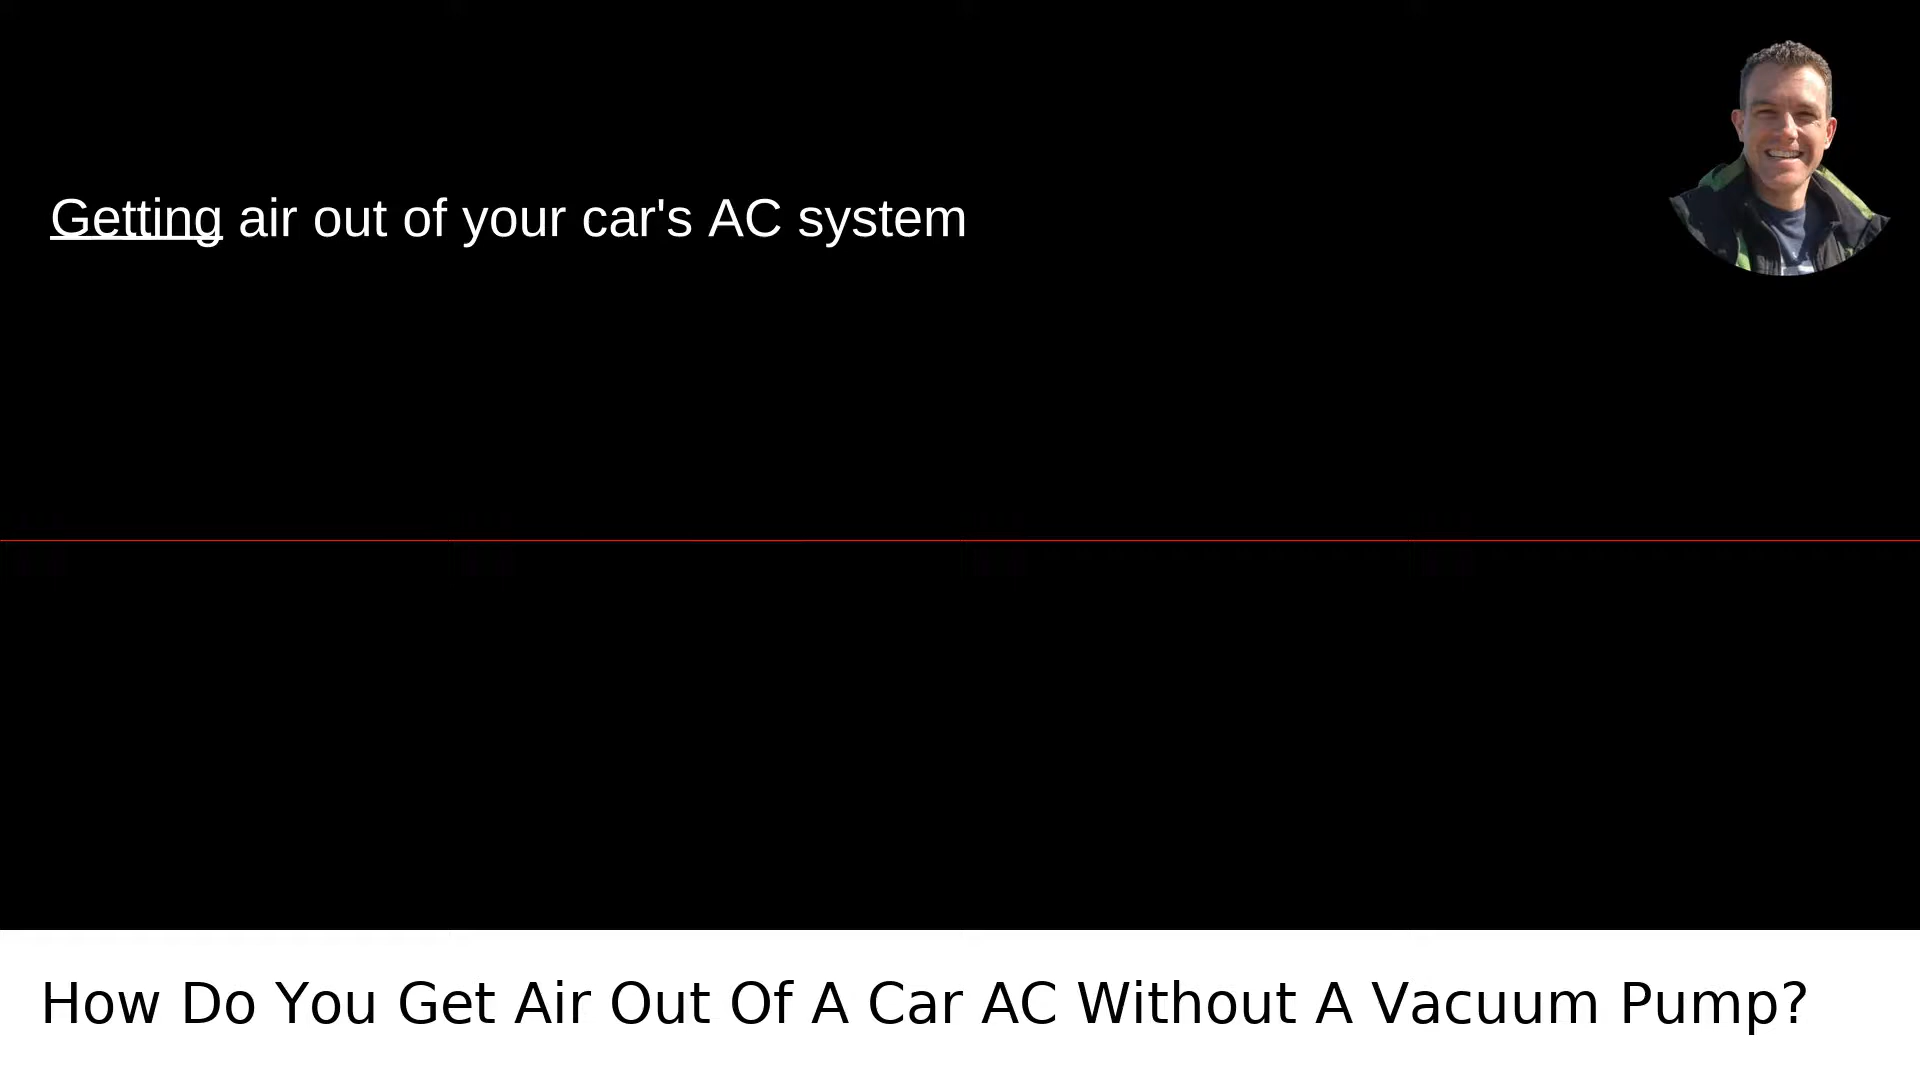 Getting air out of your car's AC system
How Do You Get Air Out Of A Car AC Without A Vacuum Pump?